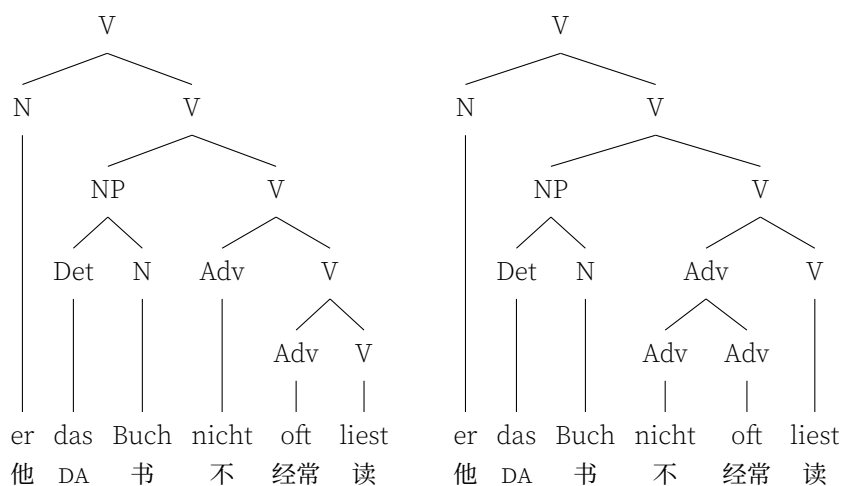 V V
N V N V
NP V NP V
Det N Adv V Det N Adv V
Adv V Adv Adv
er das Buch nicht oft liest er das Buch nicht oft liest
他 DA 书 不 经常 读 他 DA 书 不 经常 读